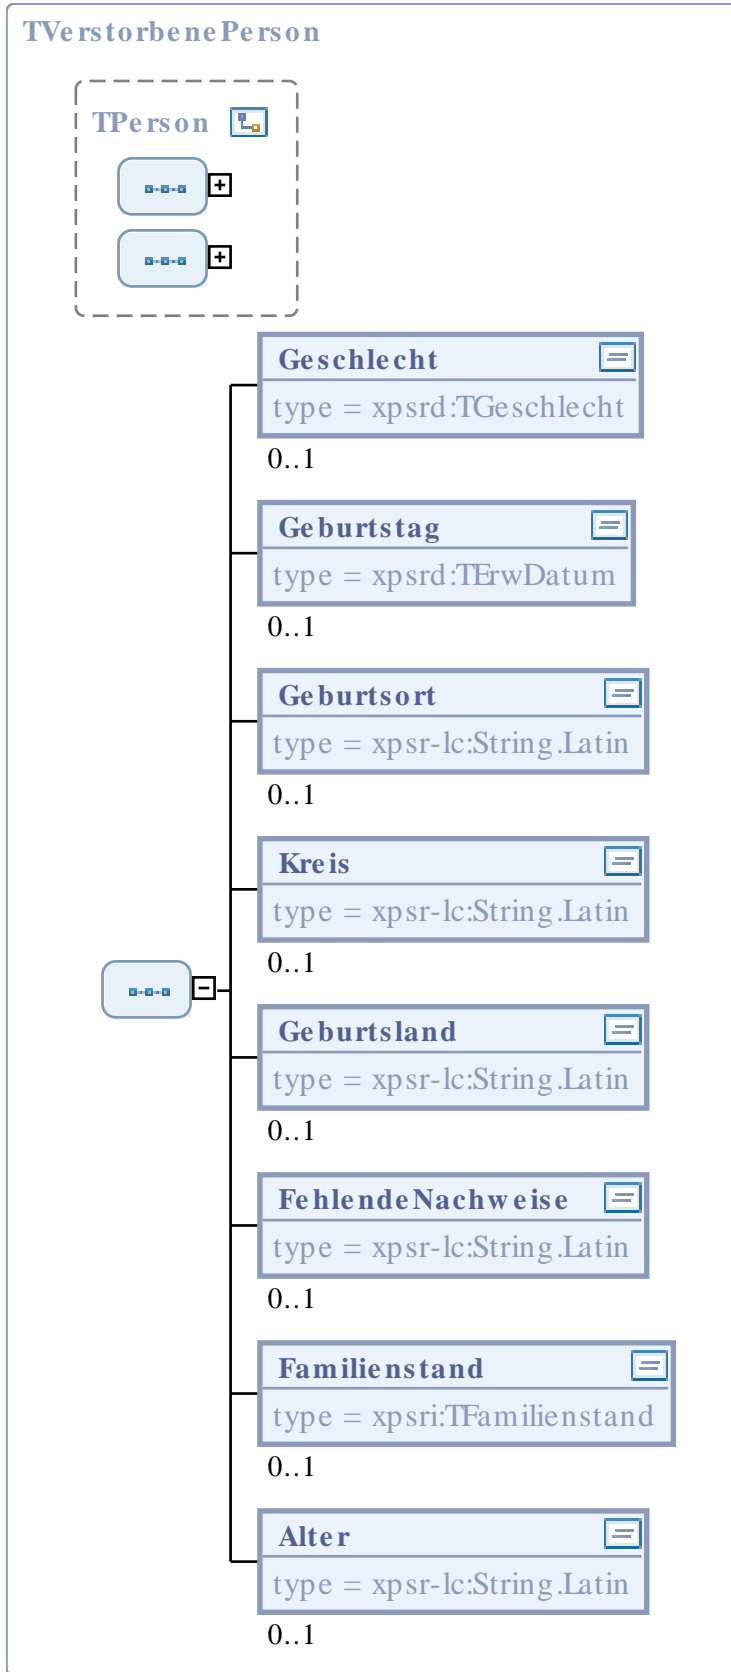 TVerstorbenePerson
TPerson
Geschlecht
type = xpsrd:TGeschlecht
0..1
Geburtstag
type = xpsrd:TErwDatum
0..1
Geburtsort
type = xpsr-lc:String.Latin
0..1
Kreis
type = xpsr-lc:String.Latin
0..1
Geburtsland
type = xpsr-lc:String.Latin
0..1
FehlendeNachweise
type = xpsr-lc:String.Latin
0..1
Familienstand
type = xpsri:TFamilienstand
0..1
Alter
type = xpsr-lc:String.Latin
0..1